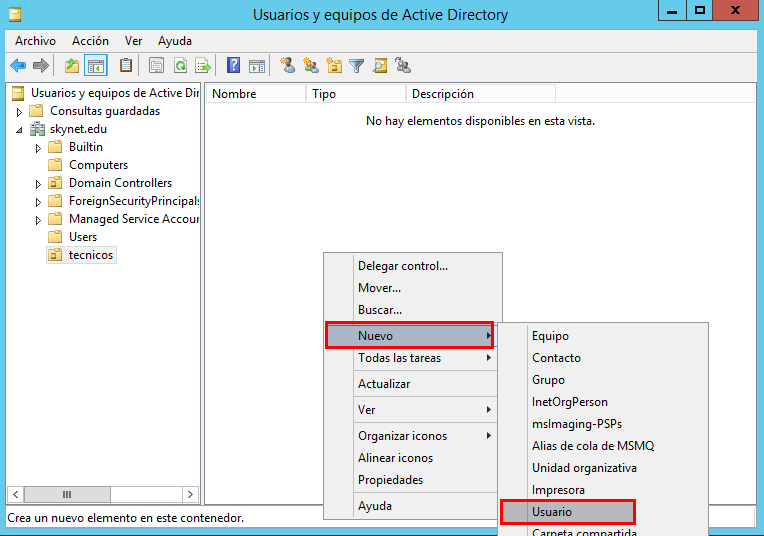 Usuarios y equipos de Active Directory
Archivo Acción Ver Ayuda
Usuarios y equipos de Active Dir
Consultas guardadas
skynet.edu
Builtin
Computers
Domain Controllers
ForeignSecurityPrincipals
Managed Service Accour
Users
tecnicos
Nombre Tipo Descripción
No hay elementos disponibles en esta vista.
Delegar control...
Mover...
Buscar...
Nuevo
Todas las tareas
Actualizar
Ver
Organizar iconos
Alinear iconos
Propiedades
Ayuda
Equipo
Contacto
Grupo
InetOrgPerson
msImaging-PSPs
Alias de cola de MSMQ
Unidad organizativa
Impresora
Usuario
Carpeta compartida
Crea un nuevo elemento en este contenedor.